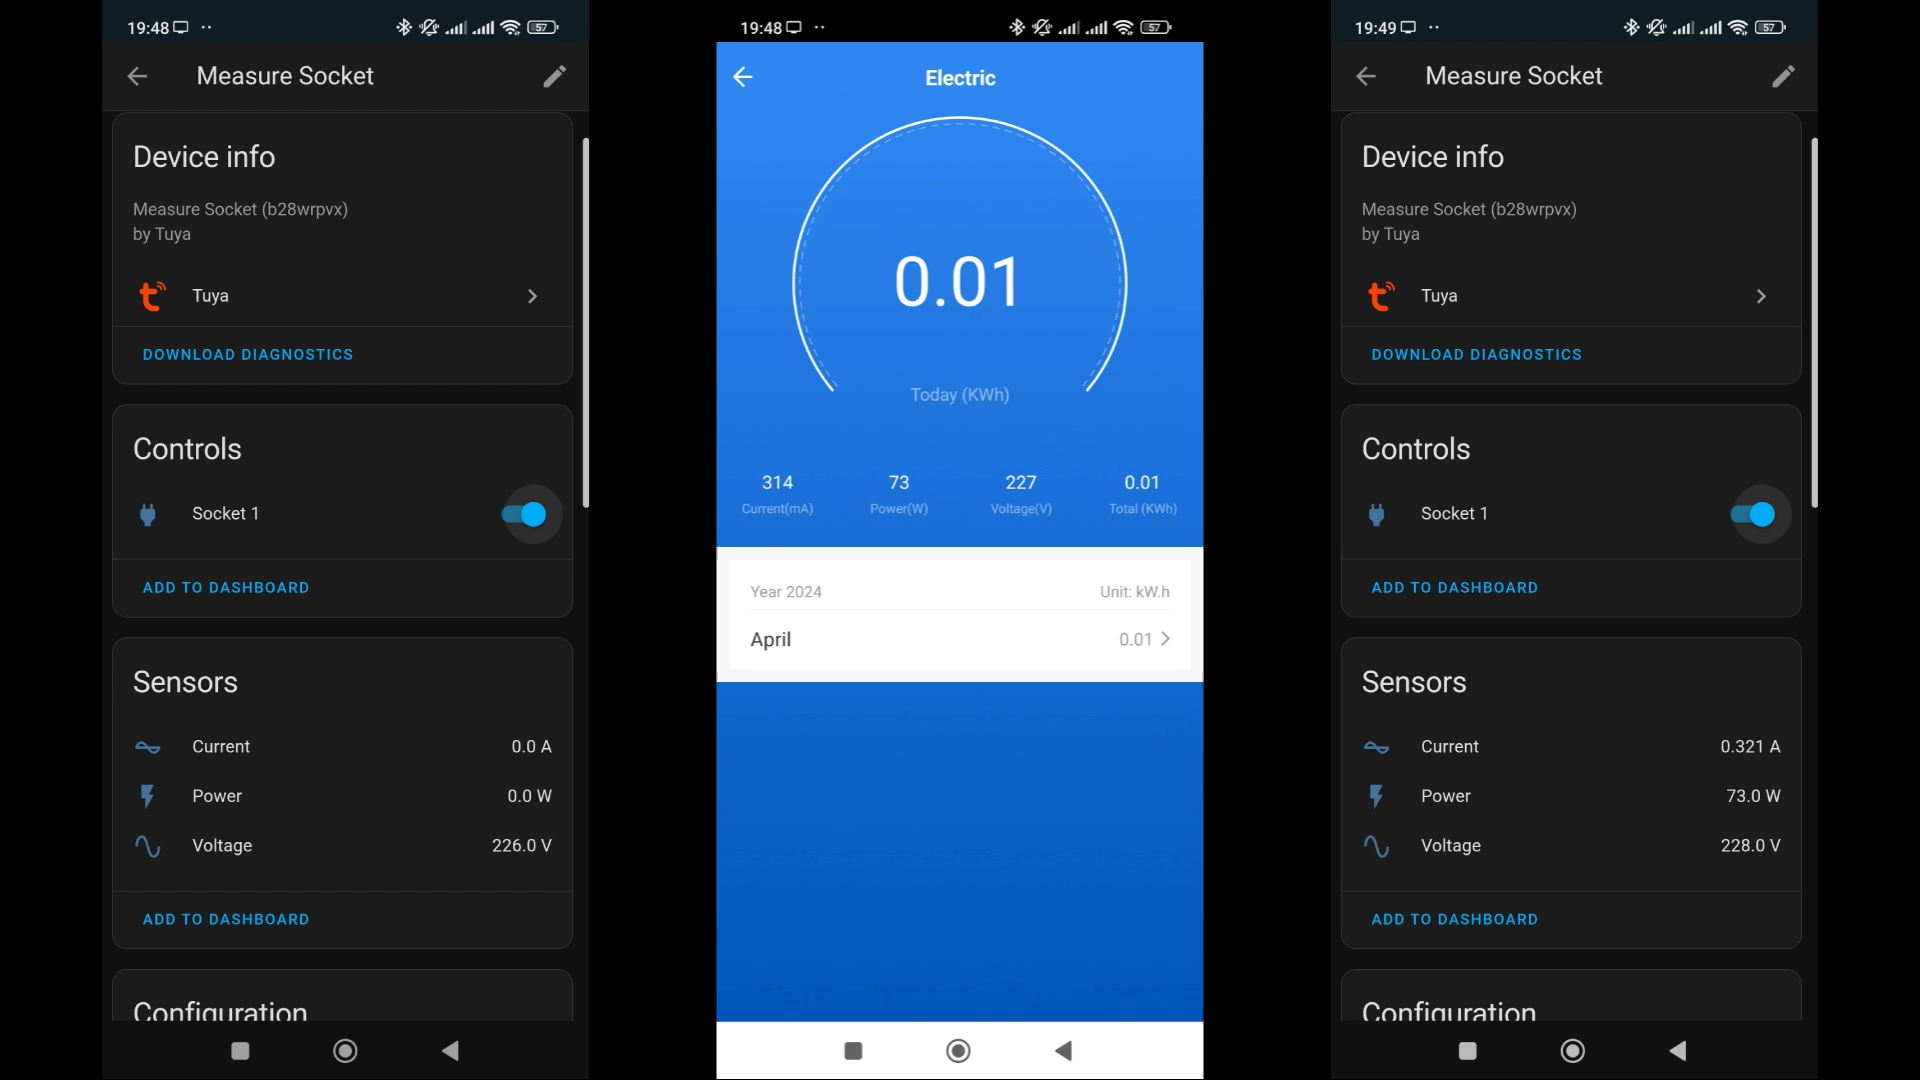 19:48
57
Measure Socket
Device info
Measure Socket (b28wrpvx)
by Tuya
Tuya
DOWNLOAD DIAGNOSTICS
Controls
Socket 1
ADD TO DASHBOARD
Sensors
Current 0.0 A
Power 0.0 W
Voltage 226.0 V
ADD TO DASHBOARD
Configuration
19:48
57
Electric
0.01
Today (KWh)
314 73 227 0.01
Current(mA) Power(W) Voltage(V) Total (KWh)
Year 2024 Unit: kW.h
April 0.01
19:49
57
Measure Socket
Device info
Measure Socket (b28wrpvx)
by Tuya
Tuya
DOWNLOAD DIAGNOSTICS
Controls
Socket 1
ADD TO DASHBOARD
Sensors
Current 0.321 A
Power 73.0 W
Voltage 228.0 V
ADD TO DASHBOARD
Configuration